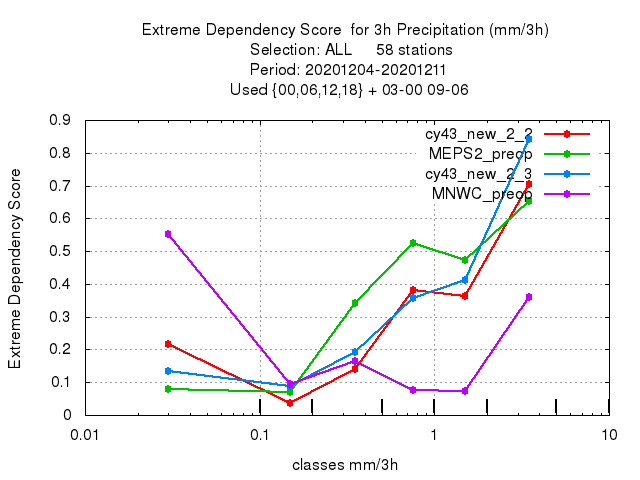 Extreme Dependency Score  for 3h Precipitation (mm/3h)
Selection: ALL     58 stations
Period: 20201204-20201211
Used {00,06,12,18} + 03-00 09-06
cy43_new_2_2
MEPS2_preop
cy43_new_2_3
MNWC_preop
Extreme Dependency Score
0.9
0.8
0.7
0.6
0.5
0.4
0.3
0.2
0.1
0
0.01 0.1 1 10
classes mm/3h